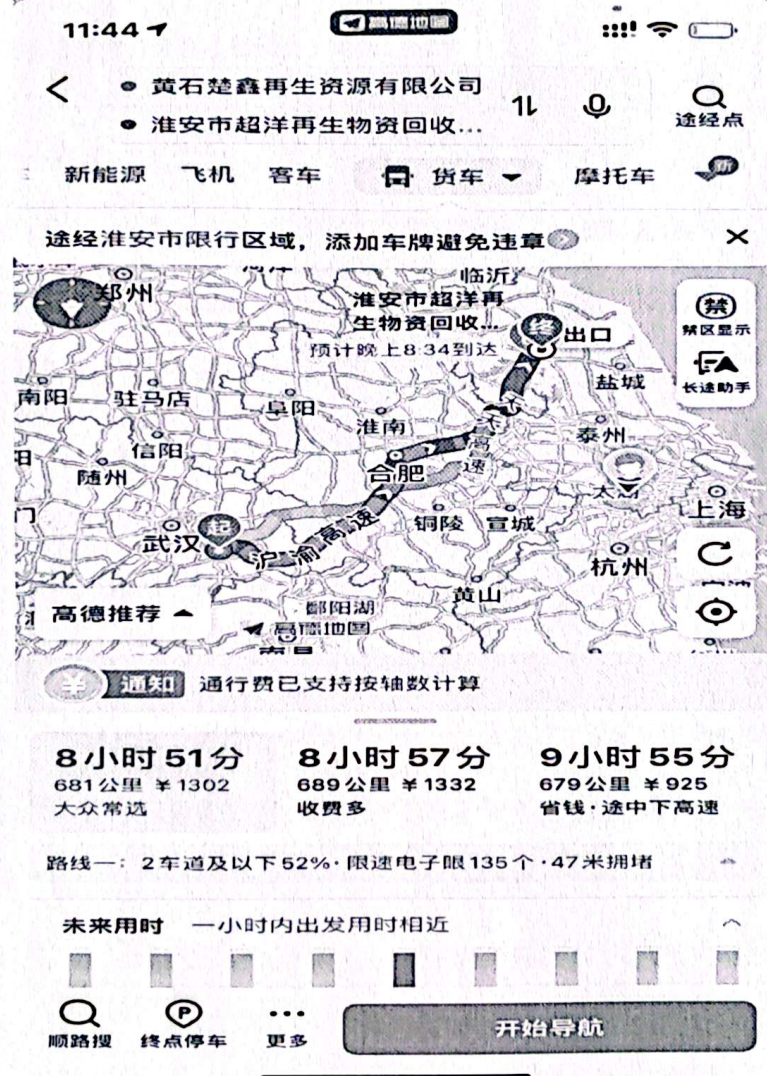 11:44
高德地图
黄石楚鑫再生资源有限公司
淮安市超洋再生物资回收...
途经点
新能源 飞机 客车 货车 摩托车 新
途经淮安市限行区域，添加车牌避免违章
临沂
郑州
淮安市超洋再
生物资回收...
终 出口
禁
禁区显示
预计晚上8:34到达
长途助手
盐城
南阳 驻马店 阜阳
淮南
泰州
信阳
随州
合肥
高速
上海
起
武汉
沪渝高速
铜陵 宣城
杭州
黄山
高德推荐
鄱阳湖
高德地图
通知 通行费已支持按轴数计算
8小时51分 8小时57分 9小时55分
681公里 ¥1302 689公里 ¥1332 679公里 ¥925
大众常选 收费多 省钱·途中下高速
路线一：2车道及以下52%·限速电子眼135个·47米拥堵
未来用时 一小时内出发用时相近
P
顺路搜 终点停车 更多 开始导航